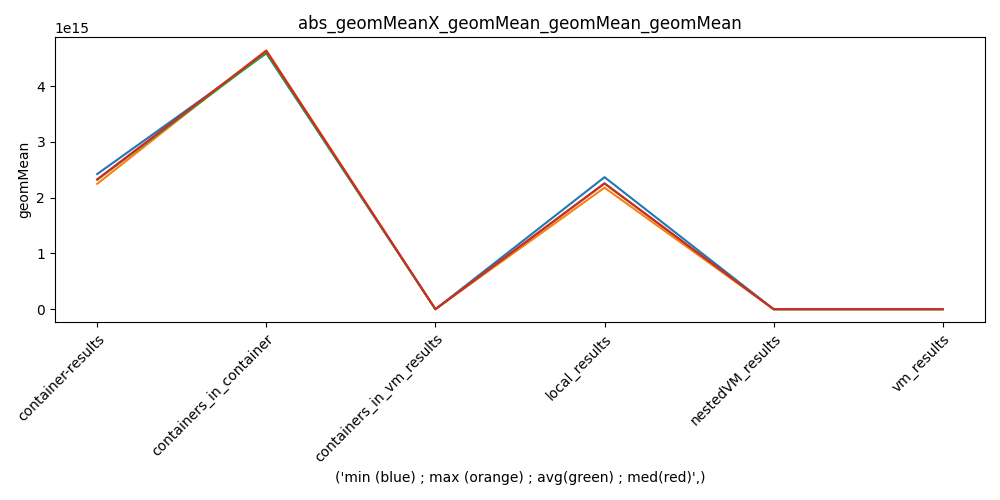 abs_geomMeanX_geomMean_geomMean_geomMean
1e15
4
3
2
1
0
geomMean
container-results
containers_in_container
containers_in_vm_results
local_results
nestedVM_results
vm_results
('min (blue) ; max (orange) ; avg(green) ; med(red)',)